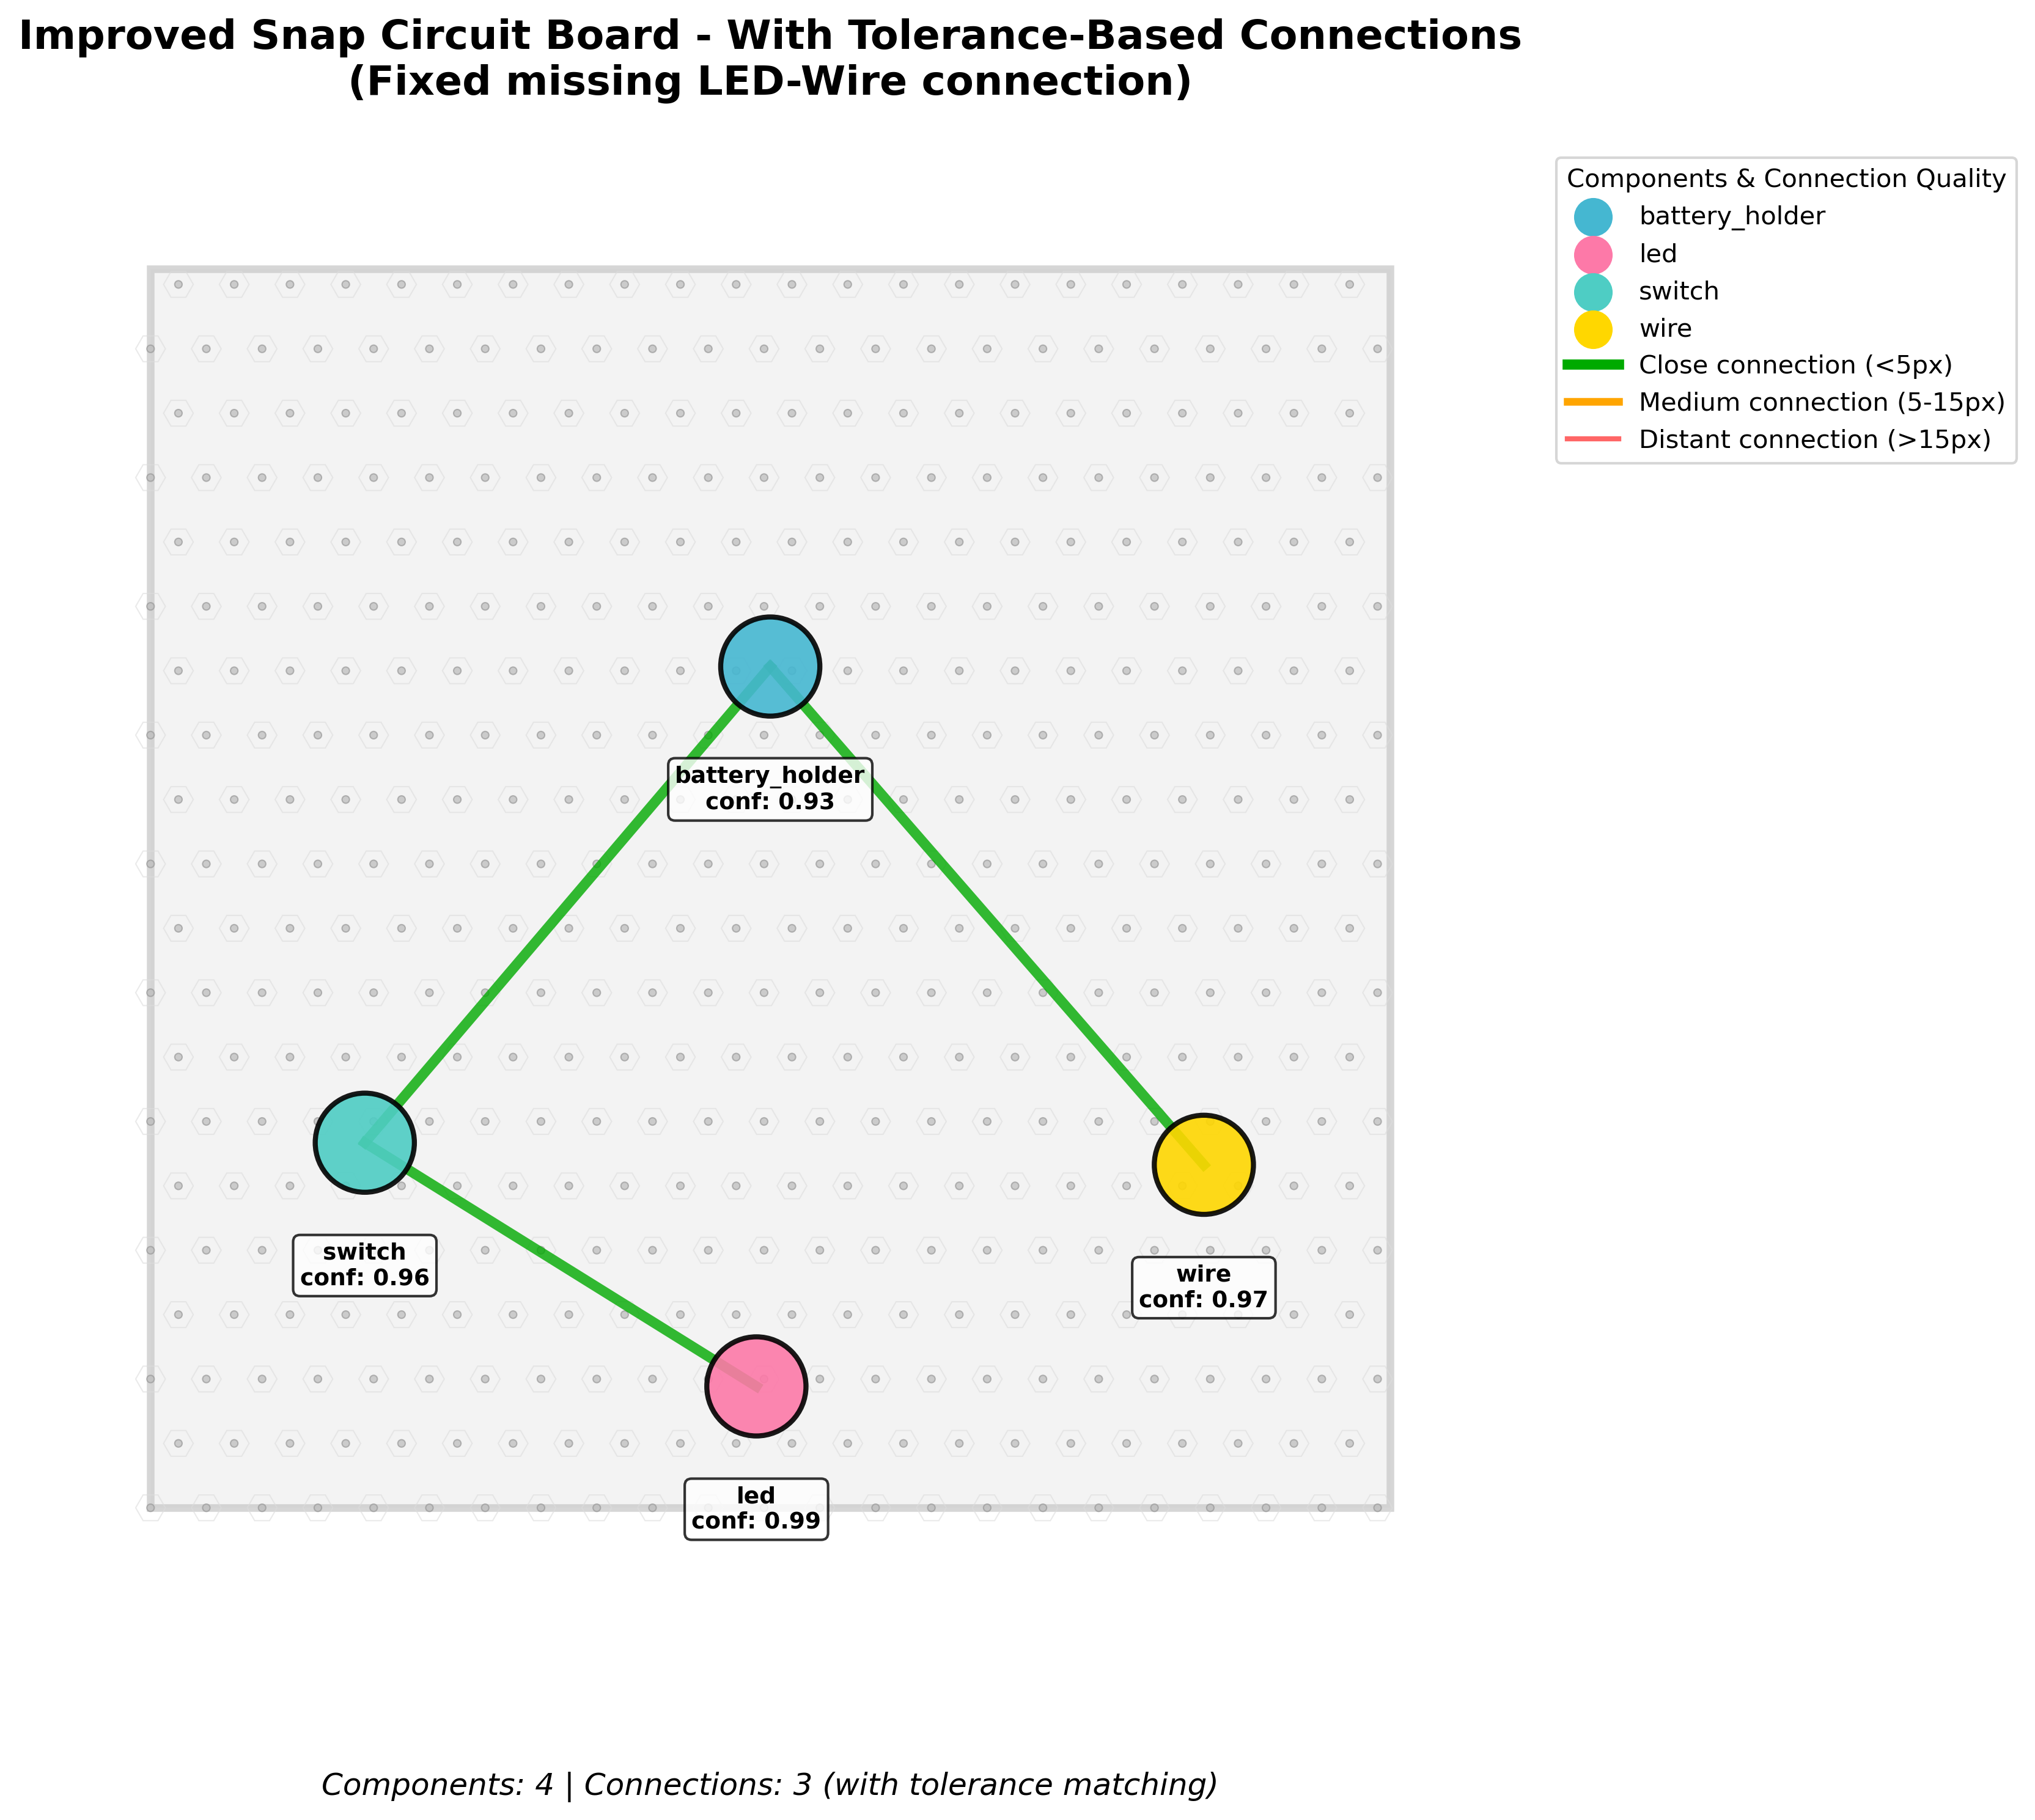 Improved Snap Circuit Board - With Tolerance-Based Connections
(Fixed missing LED-Wire connection)
Components & Connection Quality
battery_holder
led
switch
wire
Close connection (<5px)
Medium connection (5-15px)
Distant connection (>15px)
battery_holder
conf: 0.93
switch
conf: 0.96
wire
conf: 0.97
led
conf: 0.99
Components: 4 | Connections: 3 (with tolerance matching)